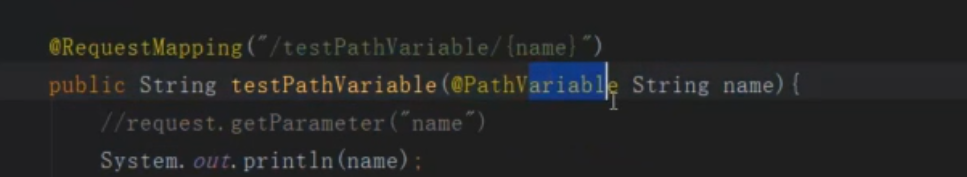 @RequestMapping("/testPathVariable/{name}")
public String testPathVariable(@PathVariable String name){
//request.getParameter("name")
System.out.println(name);